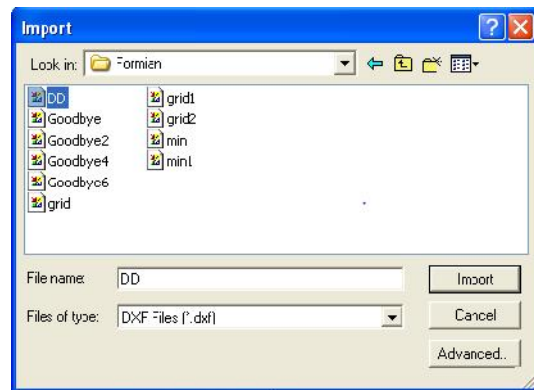 Import
Look in: Formian
DD
Goodbye
Goodbye2
Goodbye4
Goodbye6
grid
grid1
grid2
min
min1
File name: DD
Import
Files of type: DXF Files (*.dxf)
Cancel
Advanced..